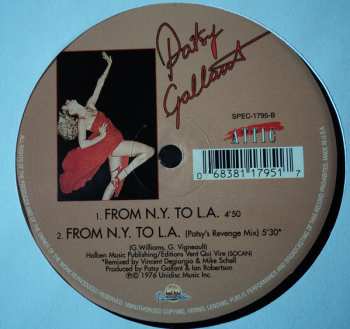 Patsy
Gallant
SPEC-1795-B
ATTIC
0 68381 17951 7
1. FROM N.Y. TO L.A. 4'50
2. FROM N.Y. TO L.A. (Patsy's Revenge Mix) 5'30*
(G.Williams, G. Vigneault)
Halben Music Publishing/Editions Vent Qui Vire (SOCAN)
*Remixed by Vincent Degiorgio & Mike Schell
Produced by Patsy Gallant & Ian Robertson
℗© 1976 Unidisc Music Inc.